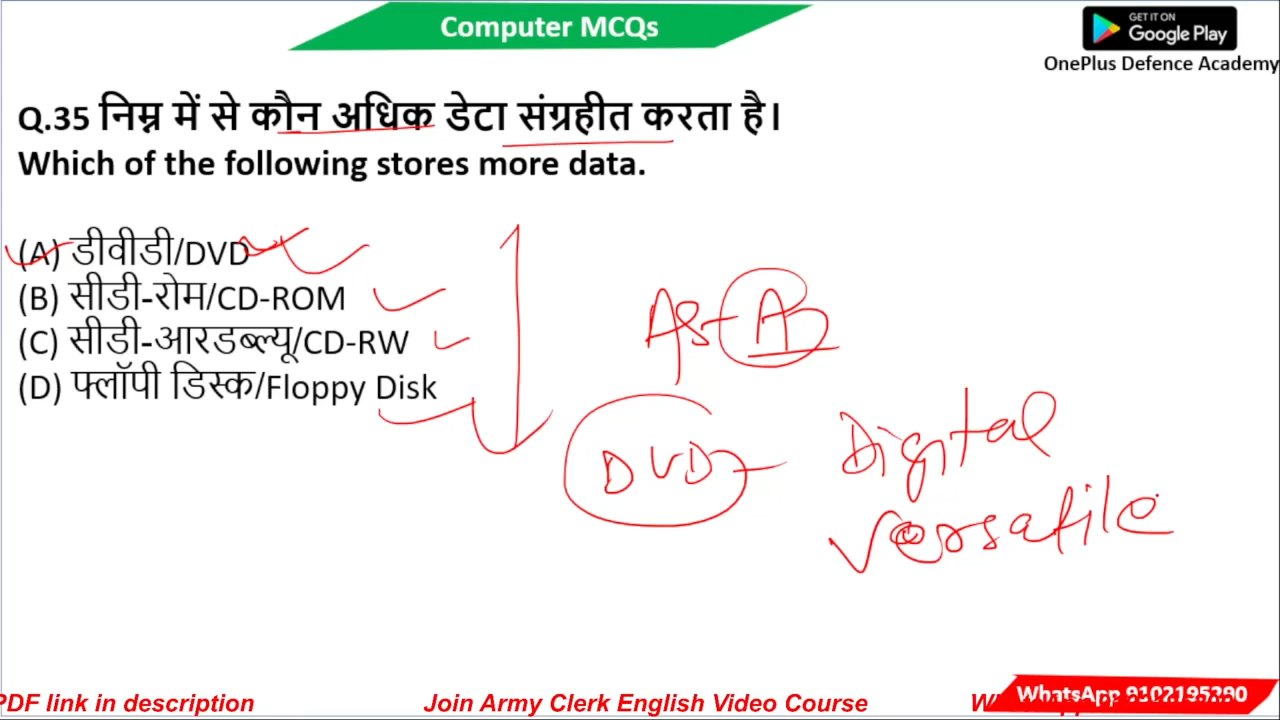 Computer MCQs
GET IT ON
Google Play
OnePlus Defence Academy
Q.35 निम्न में से कौन अधिक डेटा संग्रहीत करता है।
Which of the following stores more data.
(A) डीवीडी/DVD
(B) सीडी-रोम/CD-ROM
(C) सीडी-आरडब्ल्यू/CD-RW
(D) फ्लॉपी डिस्क/Floppy Disk
DVD - Digital
Versatile
PDF link in description
Join Army Clerk English Video Course
WhatsApp 9102195290